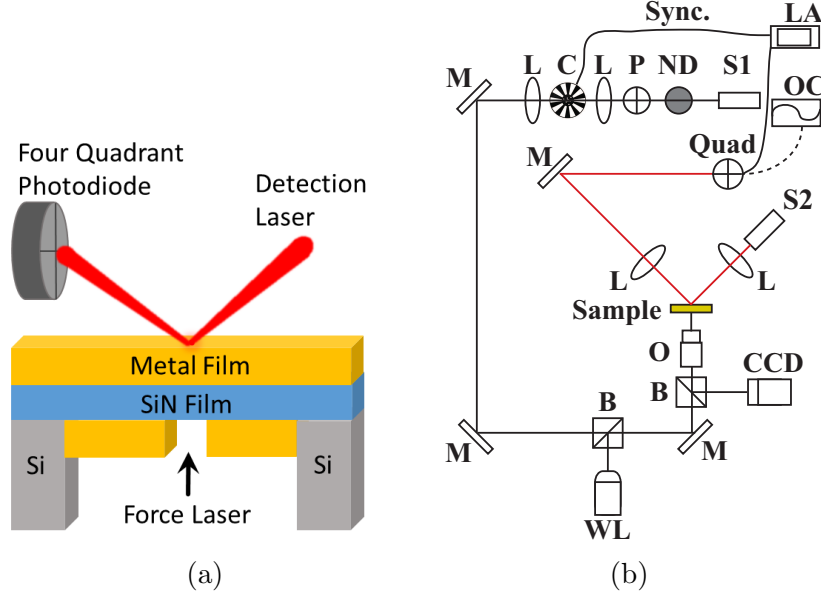 Four Quadrant
Photodiode
Detection
Laser
Metal Film
SiN Film
Si
Si
Force Laser
(a)
Sync.
LA
M
L
C
L
P
ND
S1
OC
M
Quad
S2
L
L
Sample
O
CCD
B
B
M
M
WL
(b)